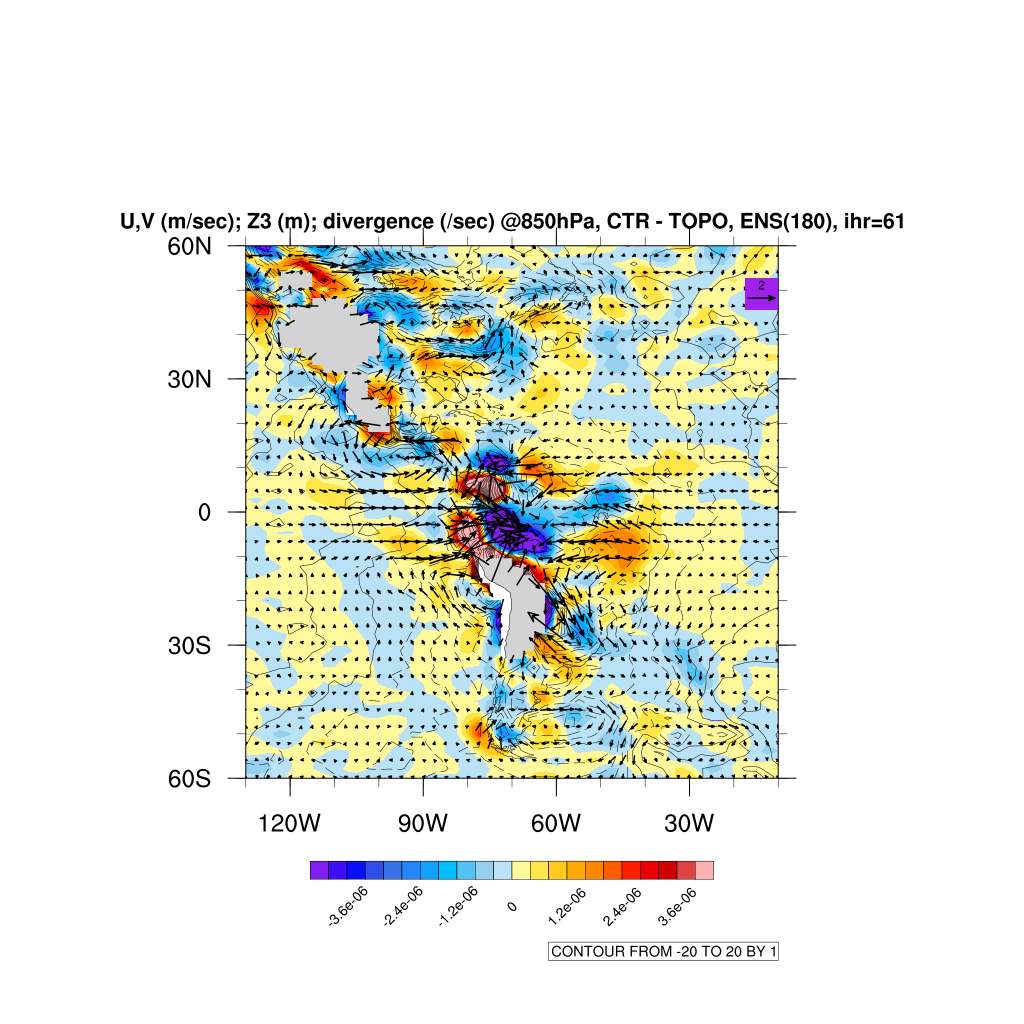 U,V (m/sec); Z3 (m); divergence (/sec) @850hPa, CTR - TOPO, ENS(180), ihr=61
60N
2
30N
0
30S
60S
120W 90W 60W 30W
-3.6e-06 -2.4e-06 -1.2e-06 0 1.2e-06 2.4e-06 3.6e-06
CONTOUR FROM -20 TO 20 BY 1